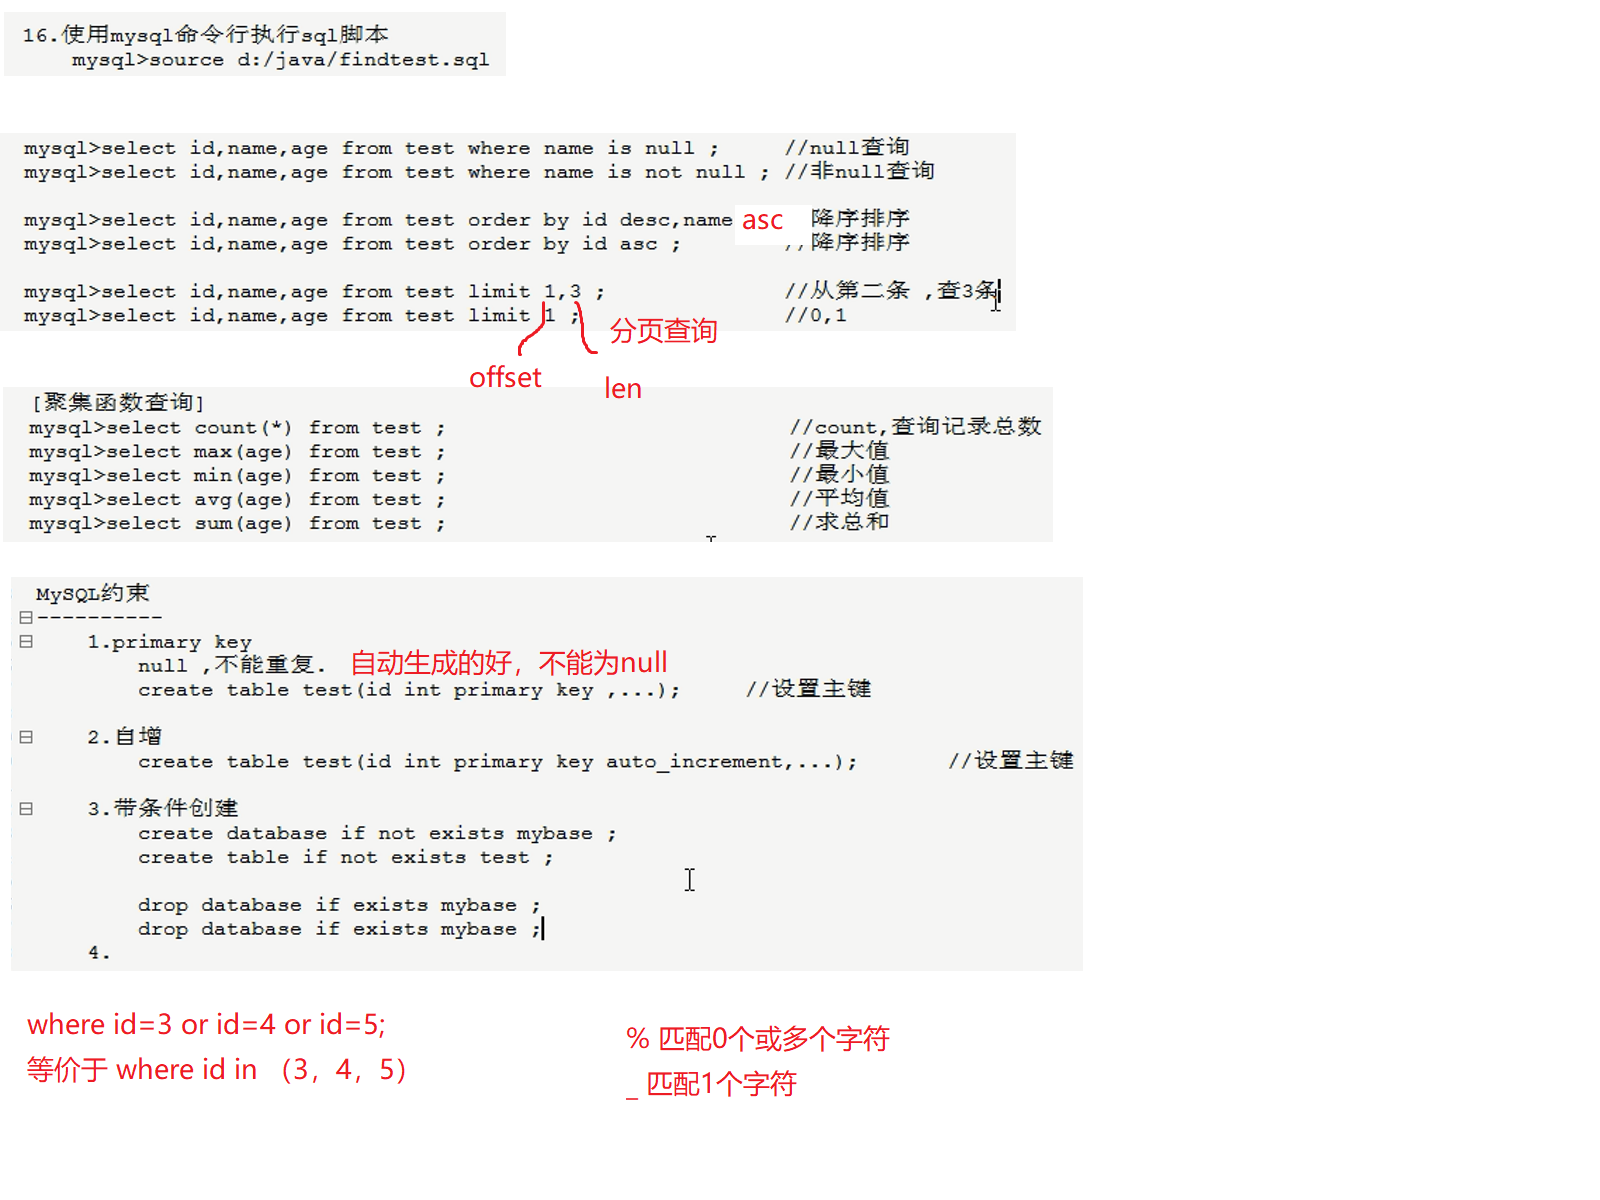 16.使用mysql命令行执行sql脚本
mysql>source d:/java/findtest.sql
mysql>select id,name,age from test where name is null ; //null查询
mysql>select id,name,age from test where name is not null ; //非null查询
mysql>select id,name,age from test order by id desc,name asc 降序排序
mysql>select id,name,age from test order by id asc ; //降序排序
mysql>select id,name,age from test limit 1,3 ; //从第二条 ,查3条
mysql>select id,name,age from test limit 1 ; //0,1
分页查询
offset
len
[聚集函数查询]
mysql>select count(*) from test ; //count,查询记录总数
mysql>select max(age) from test ; //最大值
mysql>select min(age) from test ; //最小值
mysql>select avg(age) from test ; //平均值
mysql>select sum(age) from test ; //求总和
MySQL约束
----------
1.primary key
null ,不能重复. 自动生成的好，不能为null
create table test(id int primary key ,...); //设置主键
2.自增
create table test(id int primary key auto_increment,...); //设置主键
3.带条件创建
create database if not exists mybase ;
create table if not exists test ;
drop database if exists mybase ;
drop database if exists mybase ;
4.
where id=3 or id=4 or id=5;
等价于 where id in （3，4，5）
% 匹配0个或多个字符
_ 匹配1个字符